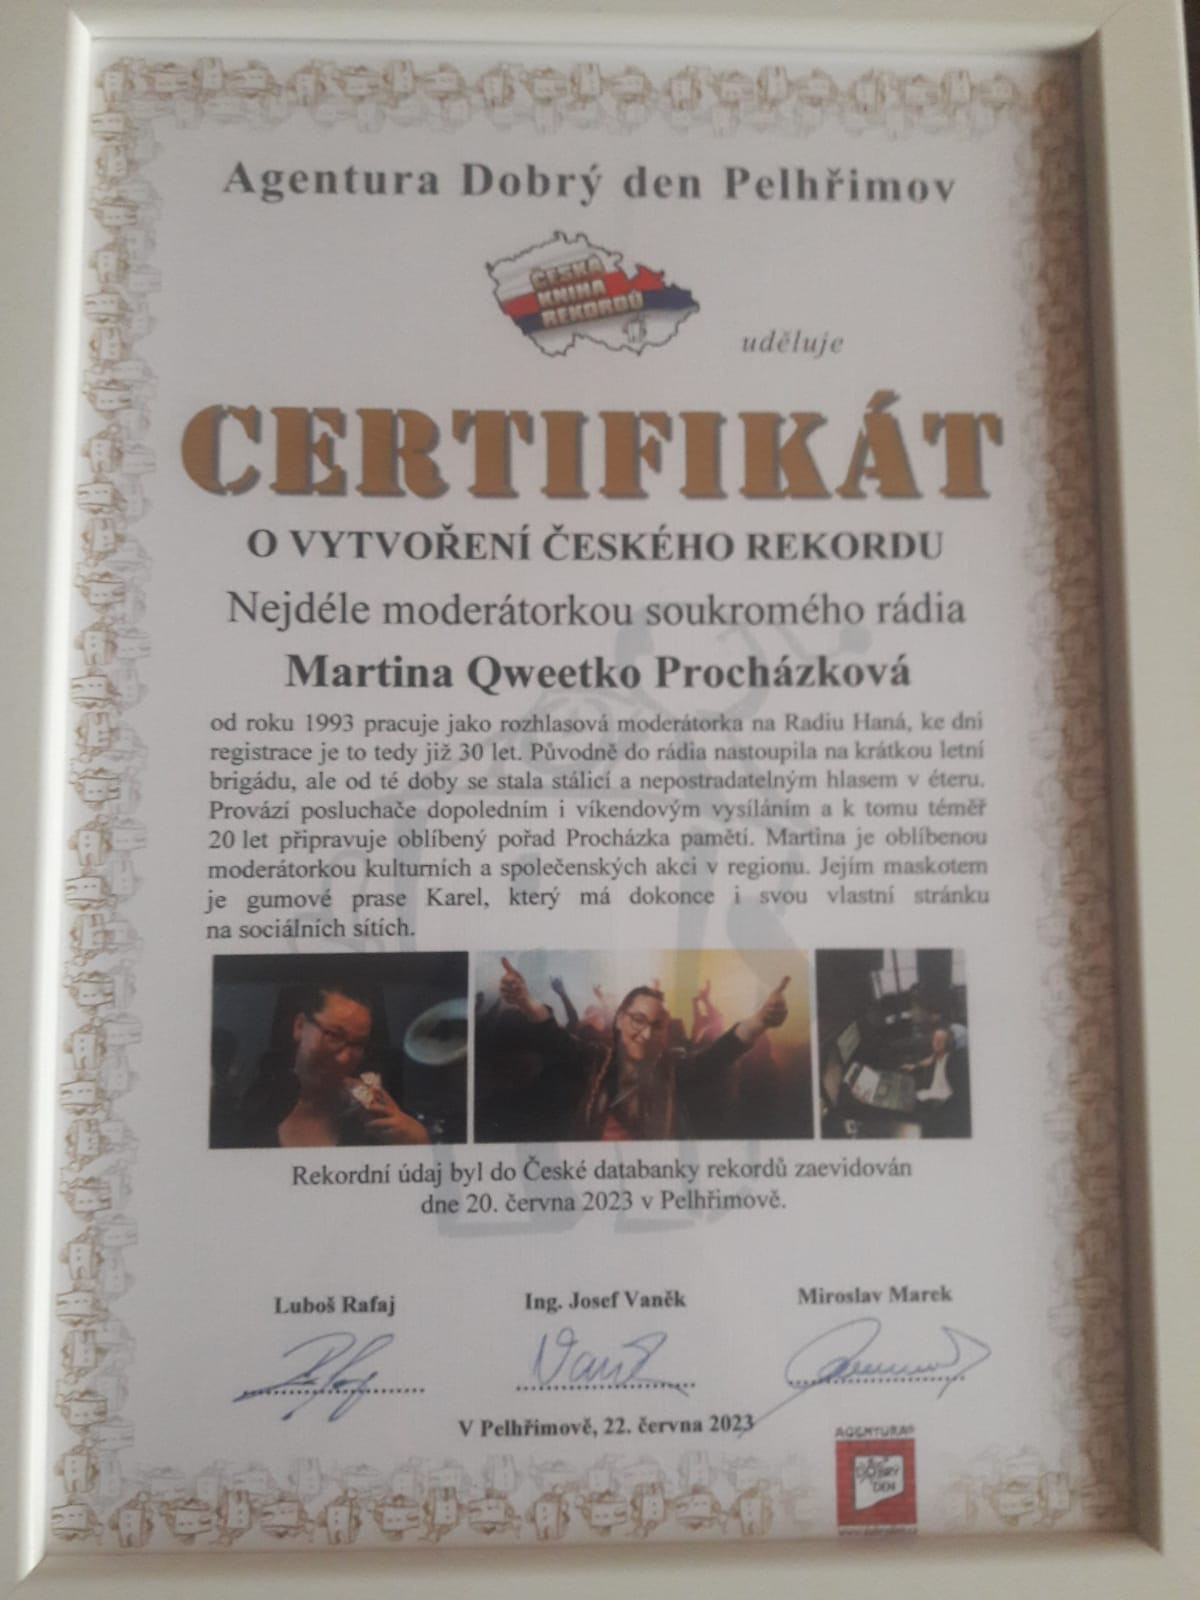 Agentura Dobrý den Pelhřimov
ČESKÁ
KNIHA
REKORDŮ
uděluje
CERTIFIKÁT
O VYTVOŘENÍ ČESKÉHO REKORDU
Nejdéle moderátorkou soukromého rádia
Martina Qweetko Procházková
od roku 1993 pracuje jako rozhlasová moderátorka na Radiu Haná, ke dni
registrace je to tedy již 30 let. Původně do rádia nastoupila na krátkou letní
brigádu, ale od té doby se stala stálicí a nepostradatelným hlasem v éteru.
Provází posluchače dopoledním i víkendovým vysíláním a k tomu téměř
20 let připravuje oblíbený pořad Procházka pamětí. Martina je oblíbenou
moderátorkou kulturních a společenských akcí v regionu. Jejím maskotem
je gumové prase Karel, který má dokonce i svou vlastní stránku
na sociálních sítích.
Rekordní údaj byl do České databanky rekordů zaevidován
dne 20. června 2023 v Pelhřimově.
Luboš Rafaj
Ing. Josef Vaněk
Miroslav Marek
V Pelhřimově, 22. června 2023
AGENTURA
DOBRÝ
DEN